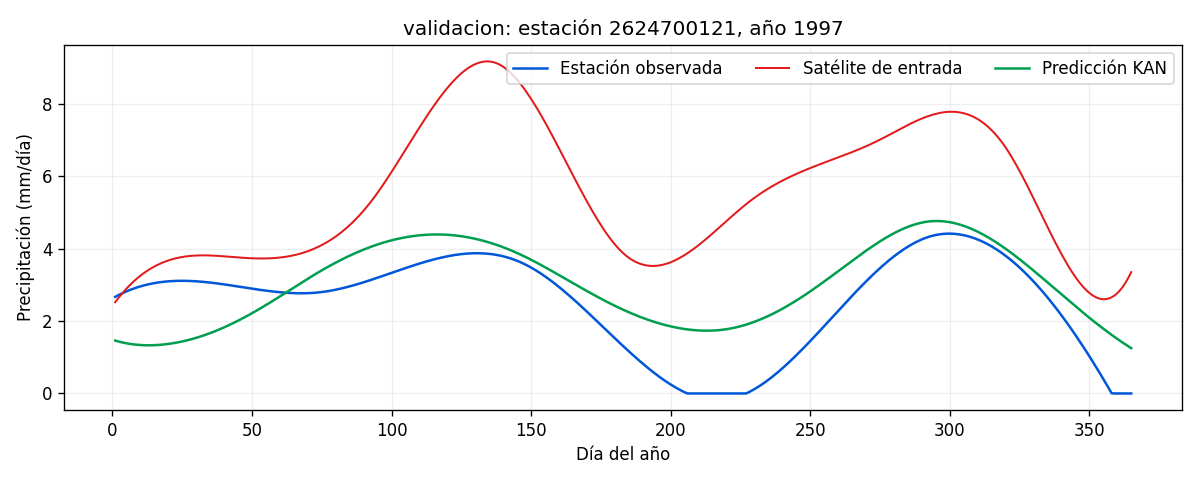 validacion: estación 2624700121, año 1997
Estación observada
Satélite de entrada
Predicción KAN
Precipitación (mm/día)
8
6
4
2
0
0 50 100 150 200 250 300 350
Día del año